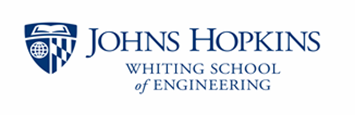 JOHNS HOPKINS
WHITING SCHOOL
of ENGINEERING